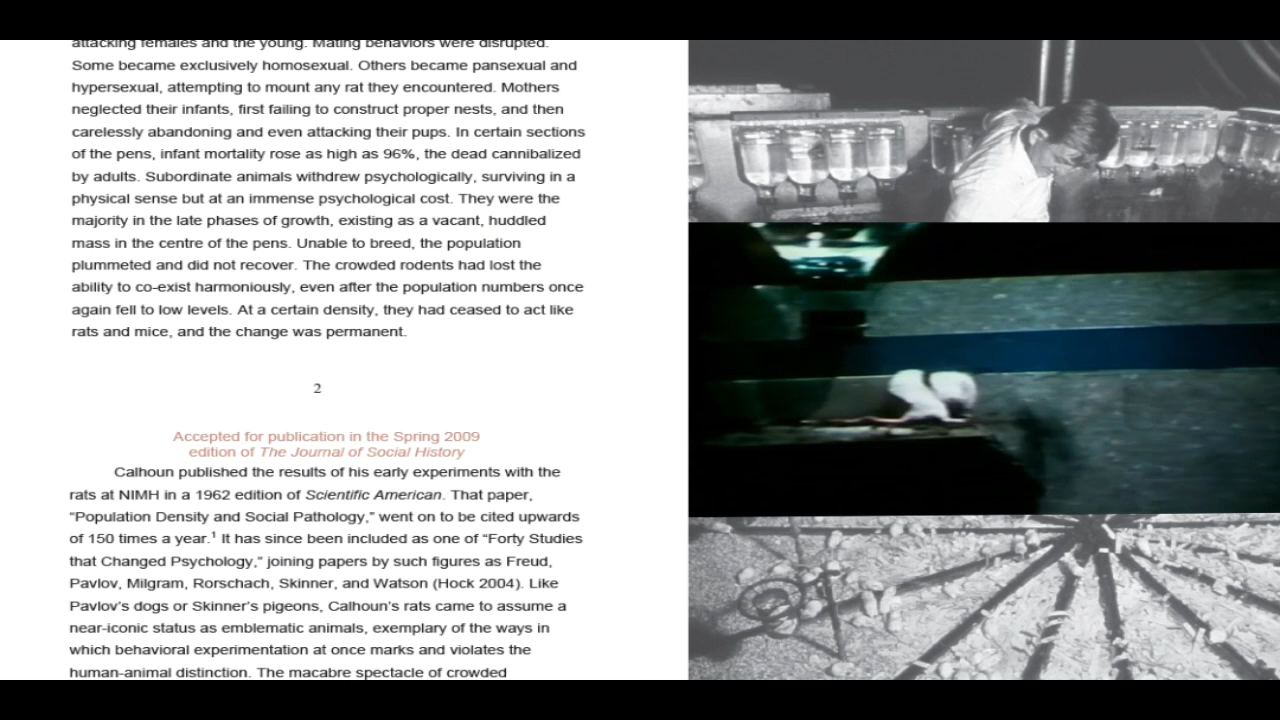 attacking females and the young. Mating behaviors were disrupted.
Some became exclusively homosexual. Others became pansexual and
hypersexual, attempting to mount any rat they encountered. Mothers
neglected their infants, first failing to construct proper nests, and then
carelessly abandoning and even attacking their pups. In certain sections
of the pens, infant mortality rose as high as 96%, the dead cannibalized
by adults. Subordinate animals withdrew psychologically, surviving in a
physical sense but at an immense psychological cost. They were the
majority in the late phases of growth, existing as a vacant, huddled
mass in the centre of the pens. Unable to breed, the population
plummeted and did not recover. The crowded rodents had lost the
ability to co-exist harmoniously, even after the population numbers once
again fell to low levels. At a certain density, they had ceased to act like
rats and mice, and the change was permanent.
2
Accepted for publication in the Spring 2009
edition of The Journal of Social History
Calhoun published the results of his early experiments with the
rats at NIMH in a 1962 edition of Scientific American. That paper,
“Population Density and Social Pathology,” went on to be cited upwards
of 150 times a year.¹ It has since been included as one of “Forty Studies
that Changed Psychology,” joining papers by such figures as Freud,
Pavlov, Milgram, Rorschach, Skinner, and Watson (Hock 2004). Like
Pavlov’s dogs or Skinner’s pigeons, Calhoun’s rats came to assume a
near-iconic status as emblematic animals, exemplary of the ways in
which behavioral experimentation at once marks and violates the
human-animal distinction. The macabre spectacle of crowded